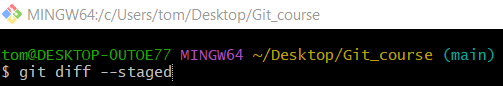 MINGW64:/c/Users/tom/Desktop/Git_course
tom@DESKTOP-OUTOE77 MINGW64 ~/Desktop/Git_course (main)
$ git diff --staged